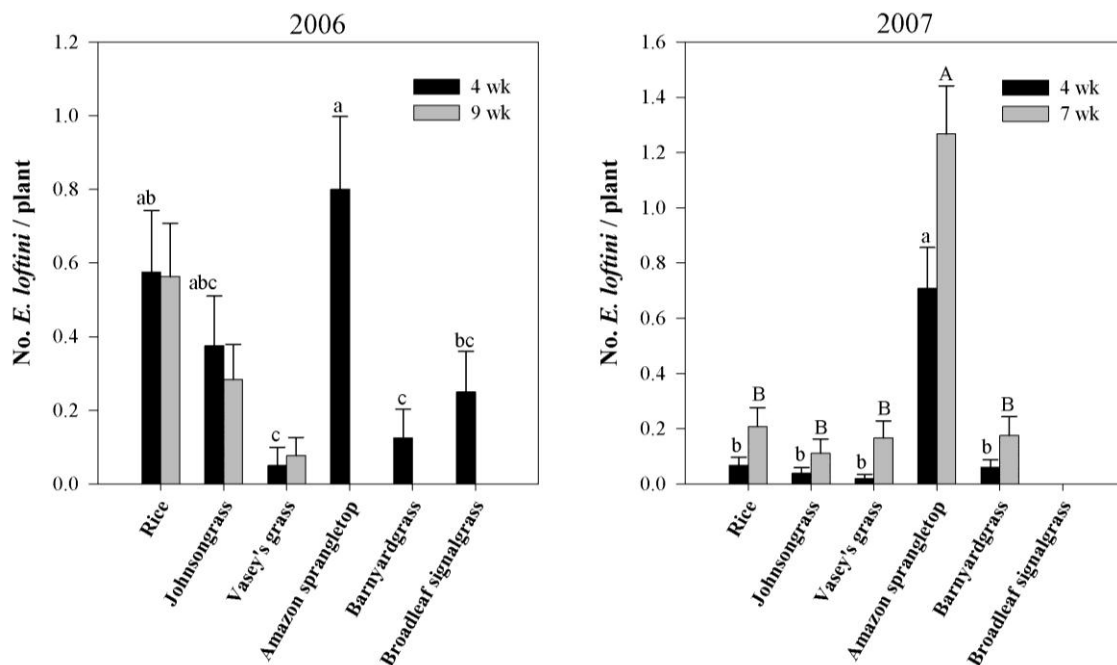 2006
1.2
1.0
0.8
0.6
0.4
0.2
0.0
No. E. loftini / plant
4 wk
9 wk
ab
abc
c
a
c
bc
Rice
Johnsongrass
Vasey's grass
Amazon sprangletop
Barnyardgrass
Broadleaf signalgrass
2007
1.6
1.4
1.2
1.0
0.8
0.6
0.4
0.2
0.0
No. E. loftini / plant
4 wk
7 wk
b
B
b
B
b
B
a
A
b
B
Rice
Johnsongrass
Vasey's grass
Amazon sprangletop
Barnyardgrass
Broadleaf signalgrass